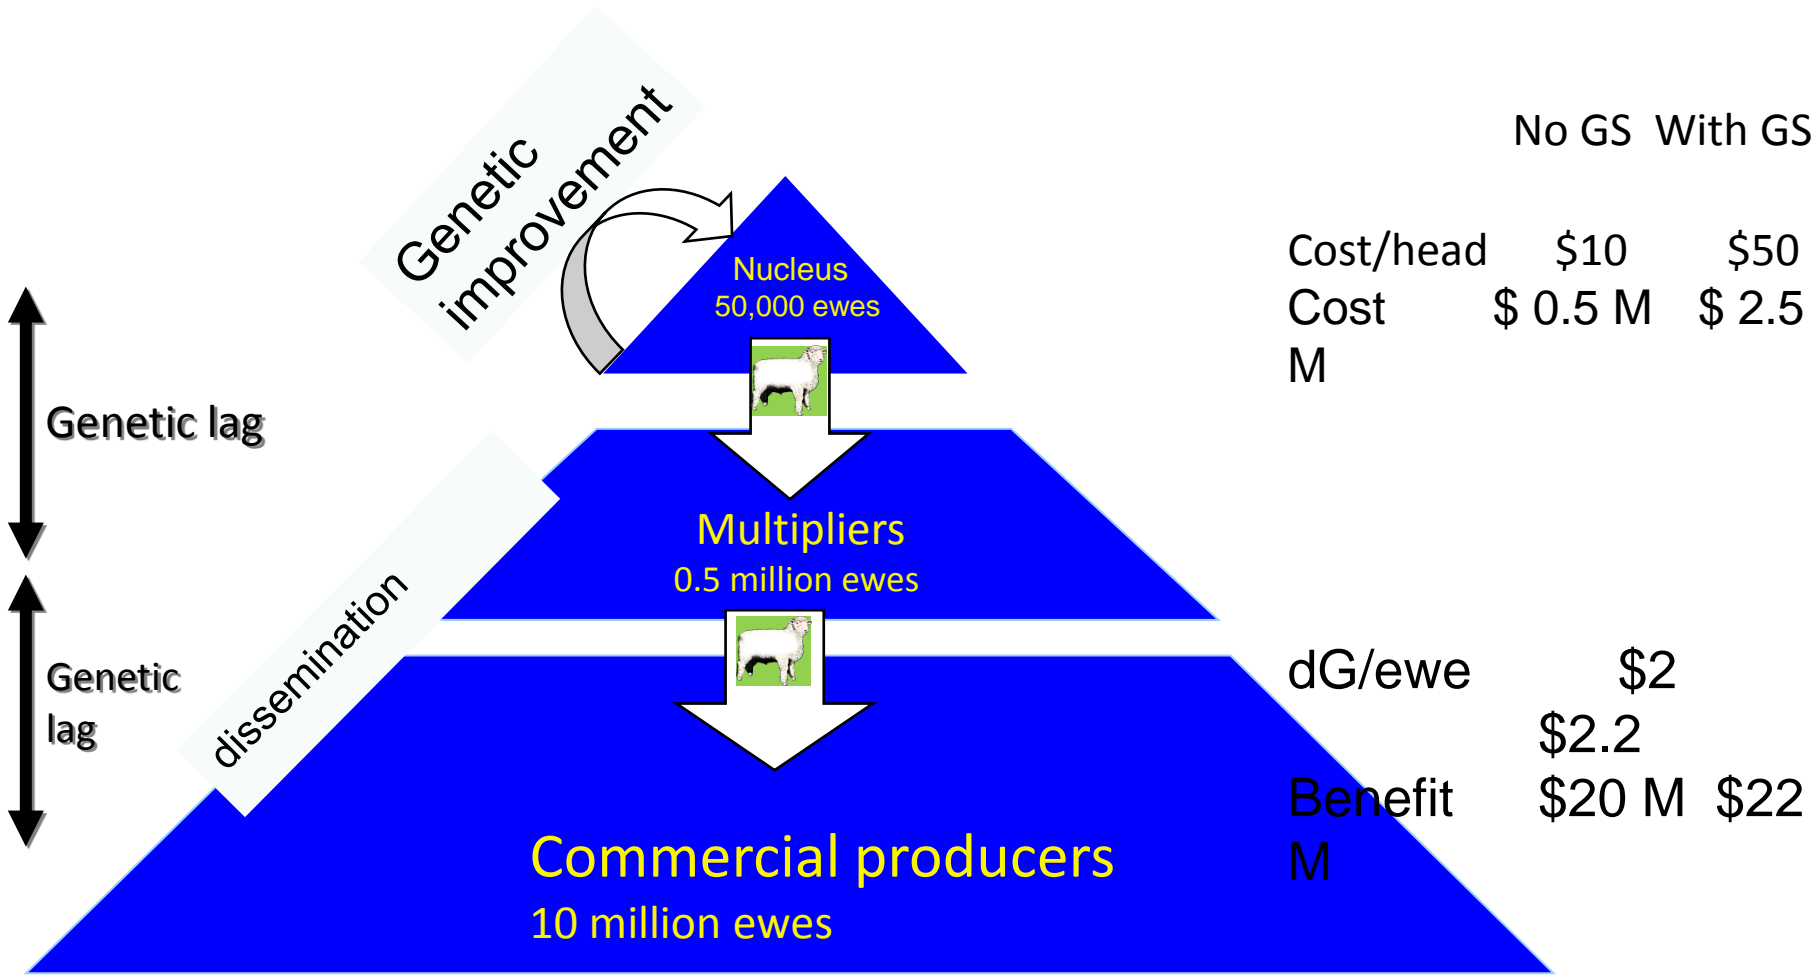 Genetic
improvement
No GS With GS
Nucleus
50,000 ewes
Cost/head $10 $50
Cost $ 0.5 M $ 2.5
M
Genetic lag
Multipliers
0.5 million ewes
dissemination
Genetic
lag
dG/ewe $2
$2.2
Benefit $20 M $22
M
Commercial producers
10 million ewes